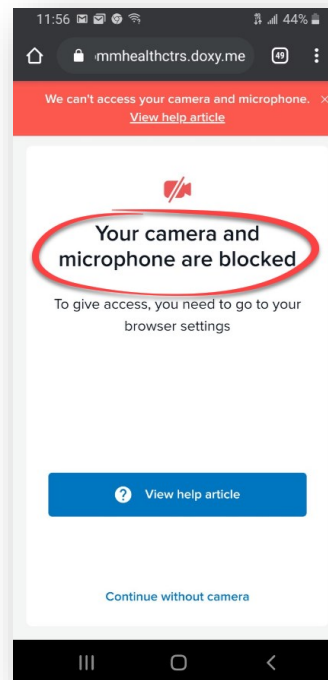 11:56 44%
ommhealthctrs.doxy.me 49
We can't access your camera and microphone. ×
View help article
Your camera and
microphone are blocked
To give access, you need to go to your
browser settings
? View help article
Continue without camera